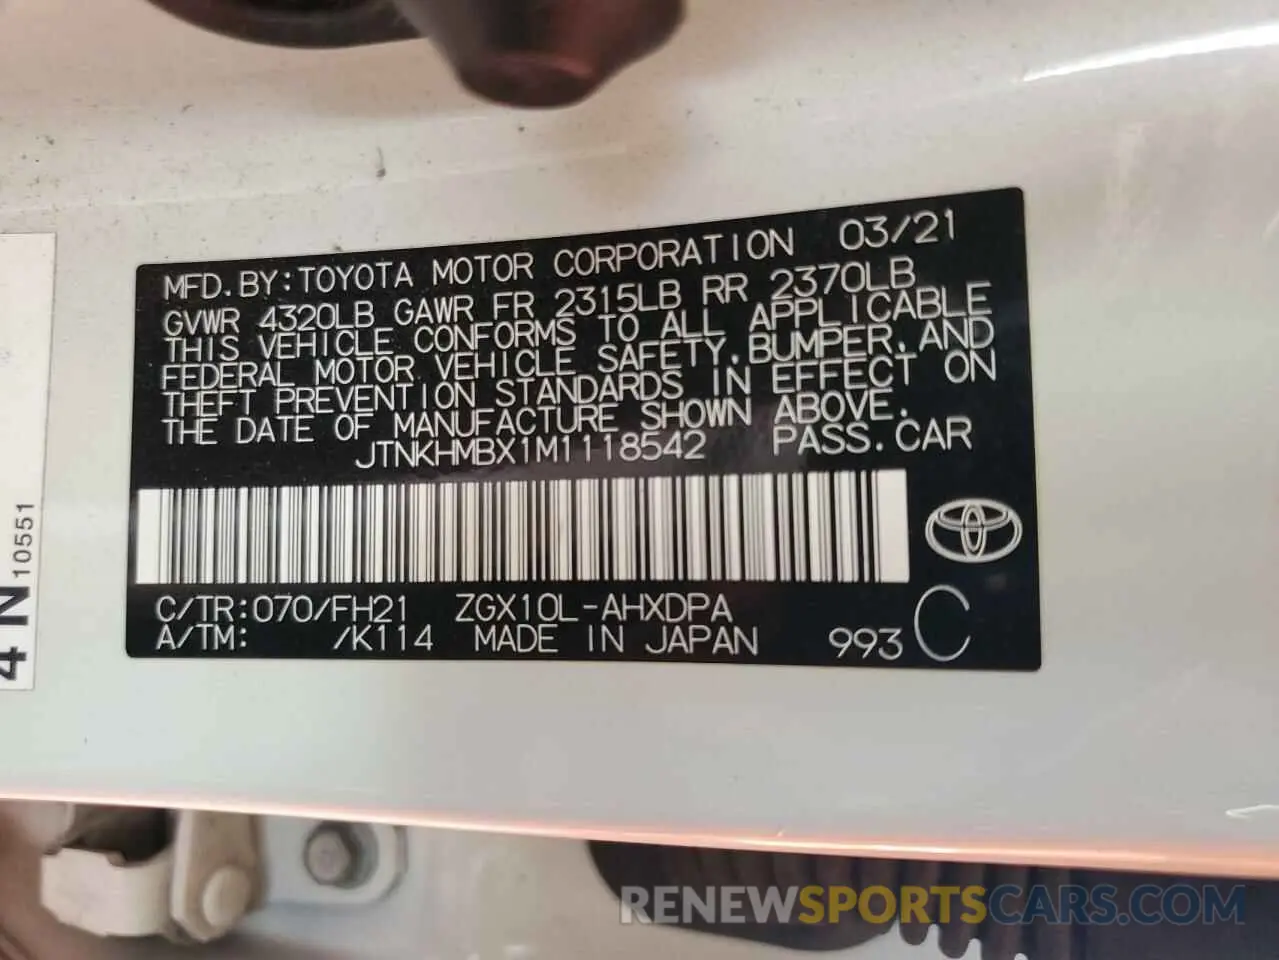 MFD.BY:TOYOTA MOTOR CORPORATION 03/21
GVWR 4320LB GAWR FR 2315LB RR 2370LB
THIS VEHICLE CONFORMS TO ALL APPLICABLE
FEDERAL MOTOR VEHICLE SAFETY,BUMPER,AND
THEFT PREVENTION STANDARDS IN EFFECT ON
THE DATE OF MANUFACTURE SHOWN ABOVE.
JTNKHMBX1M1118542 PASS.CAR
C/TR:070/FH21 ZGX10L-AHXDPA
A/TM: /K114 MADE IN JAPAN 993 C
4 N 10551
RENEWSPORTSCARS.COM